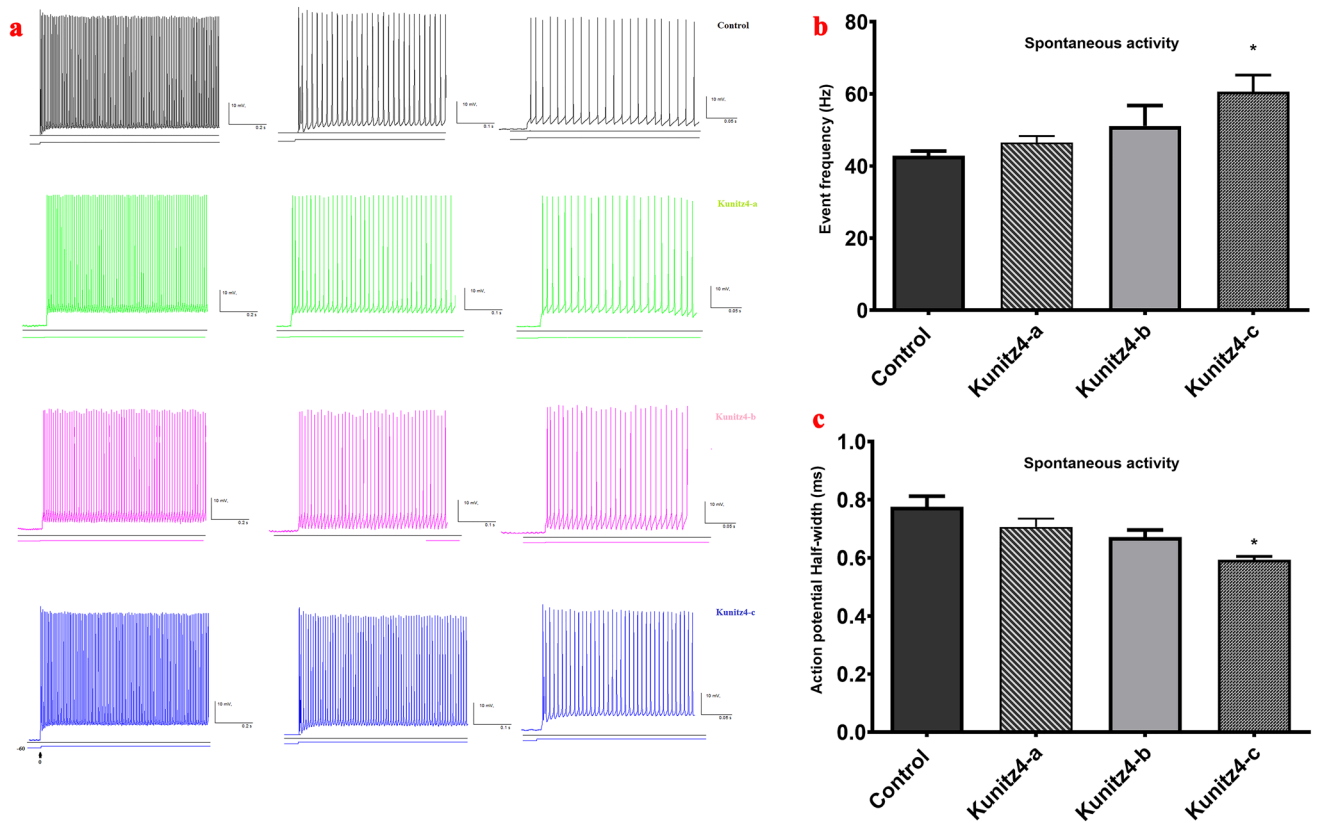 a
Control
10 mV,
0.2 s
10 mV,
0.1 s
10 mV,
0.05 s
Kunitz4-a
10 mV,
0.2 s
10 mV,
0.1 s
10 mV,
0.05 s
Kunitz4-b
10 mV,
0.2 s
10 mV,
0.1 s
10 mV,
0.05 s
Kunitz4-c
10 mV,
0.2 s
10 mV,
0.1 s
10 mV,
0.05 s
-60
0
b
Spontaneous activity
*
Event frequency (Hz)
80
60
40
20
0
Control
Kunitz4-a
Kunitz4-b
Kunitz4-c
c
Spontaneous activity
*
Action potential Half-width (ms)
1.0
0.8
0.6
0.4
0.2
0.0
Control
Kunitz4-a
Kunitz4-b
Kunitz4-c